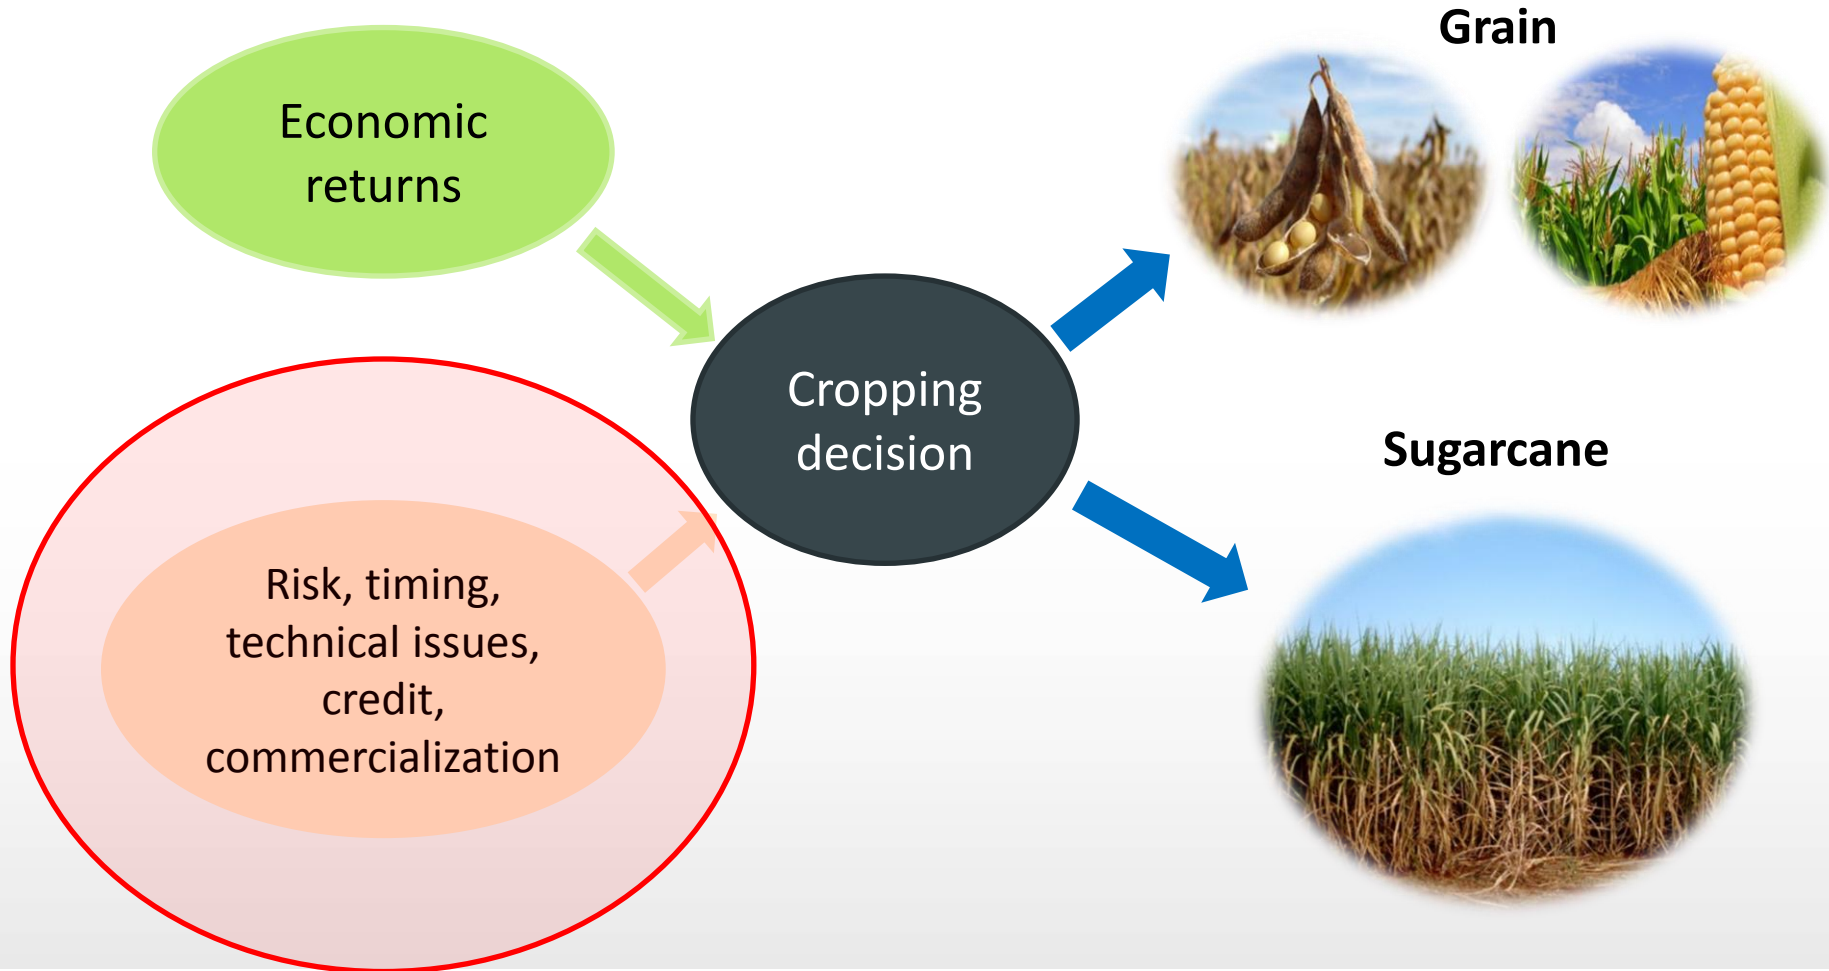 Grain
Economic
returns
Cropping
decision
Sugarcane
Risk, timing,
technical issues,
credit,
commercialization